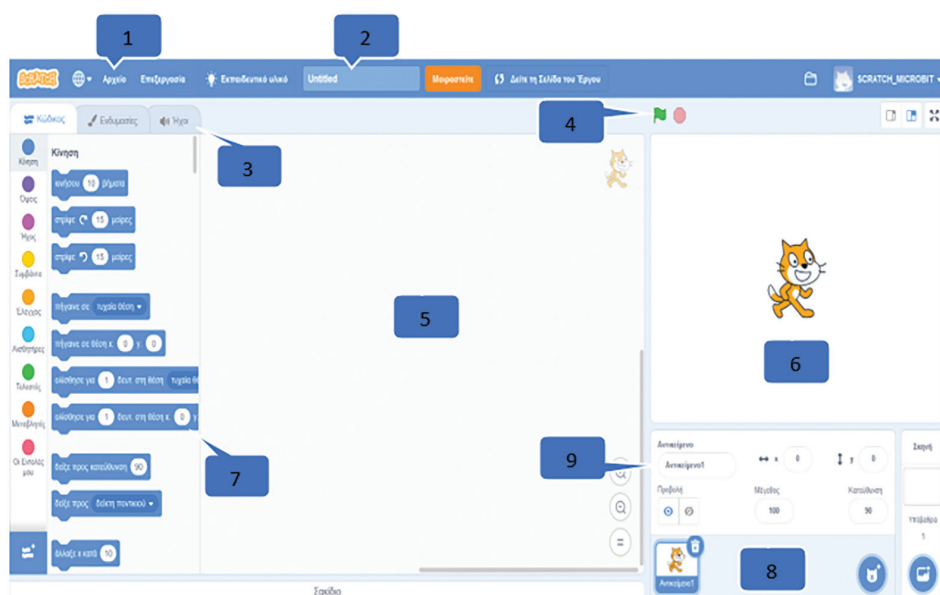 1
2
SCRATCH
Αρχείο Επεξεργασία Εκπαιδευτικό υλικό Untitled Μοιραστείτε Δείτε τη Σελίδα του Έργου SCRATCH_MICROBIT
4
Κώδικας Ενδυμασίες Ήχοι
3
Κίνηση
Όψεις
Ήχος
Συμβάντα
Έλεγχος
Αισθητήρες
Τελεστές
Μεταβλητές
Οι Εντολές
μου
Κίνηση
κινήσου 10 βήματα
στρίψε 15 μοίρες
στρίψε 15 μοίρες
πήγαινε σε τυχαία θέση
πήγαινε σε θέση x: 0 y: 0
ολίσθησε για 1 δευτ. στη θέση τυχαία θέ
ολίσθησε για 1 δευτ. στη θέση x: 0 y:
δείξε προς κατεύθυνση 90
δείξε προς δείκτη ποντικιού
άλλαξε x κατά 10
5
6
7
9
Αντικείμενο
Αντικείμενο1 x 0 y 0
Προβολή Μέγεθος Κατεύθυνση
100 90
Αντικείμενο1
8
Σκηνή
Υπόβαθρα
1
Σακίδιο